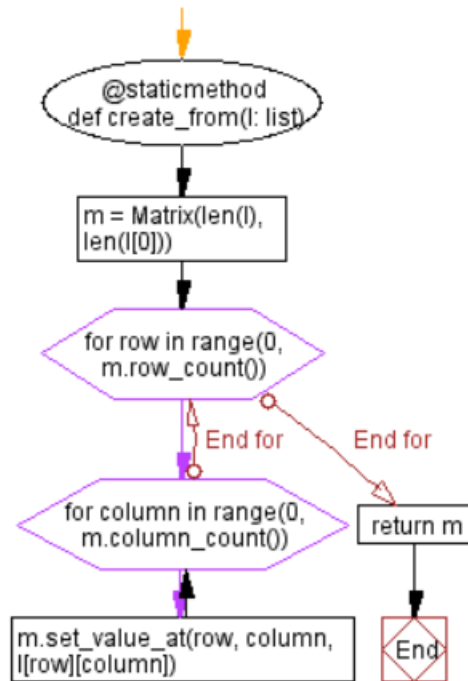 @staticmethod
def create_from(l: list)
m = Matrix(len(l),
len(l[0]))
for row in range(0,
m.row_count())
End for
End for
for column in range(0,
m.column_count())
return m
m.set_value_at(row, column,
l[row][column])
End